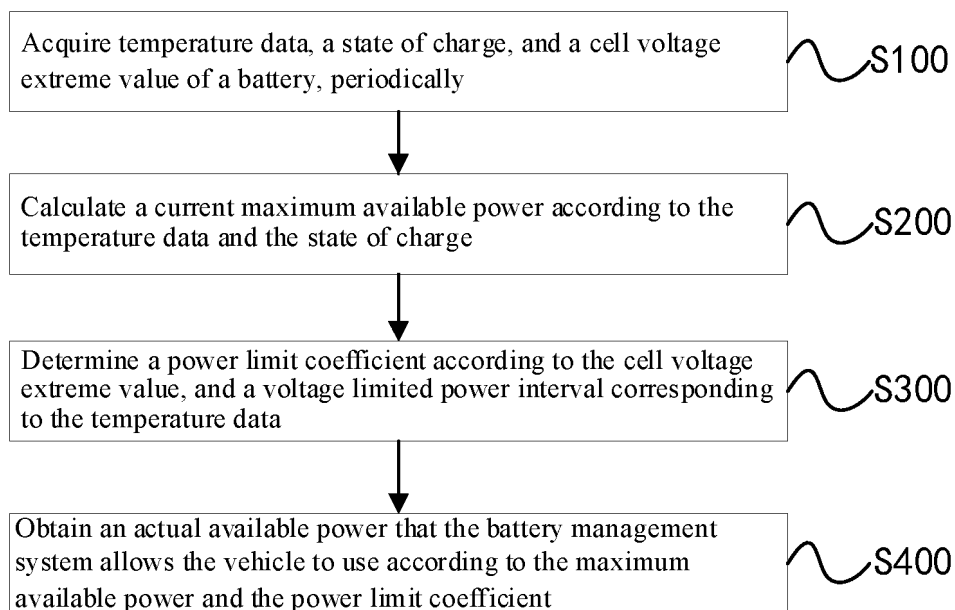 Acquire temperature data, a state of charge, and a cell voltage
extreme value of a battery, periodically
S100
Calculate a current maximum available power according to the
temperature data and the state of charge
S200
Determine a power limit coefficient according to the cell voltage
extreme value, and a voltage limited power interval corresponding
to the temperature data
S300
Obtain an actual available power that the battery management
system allows the vehicle to use according to the maximum
available power and the power limit coefficient
S400